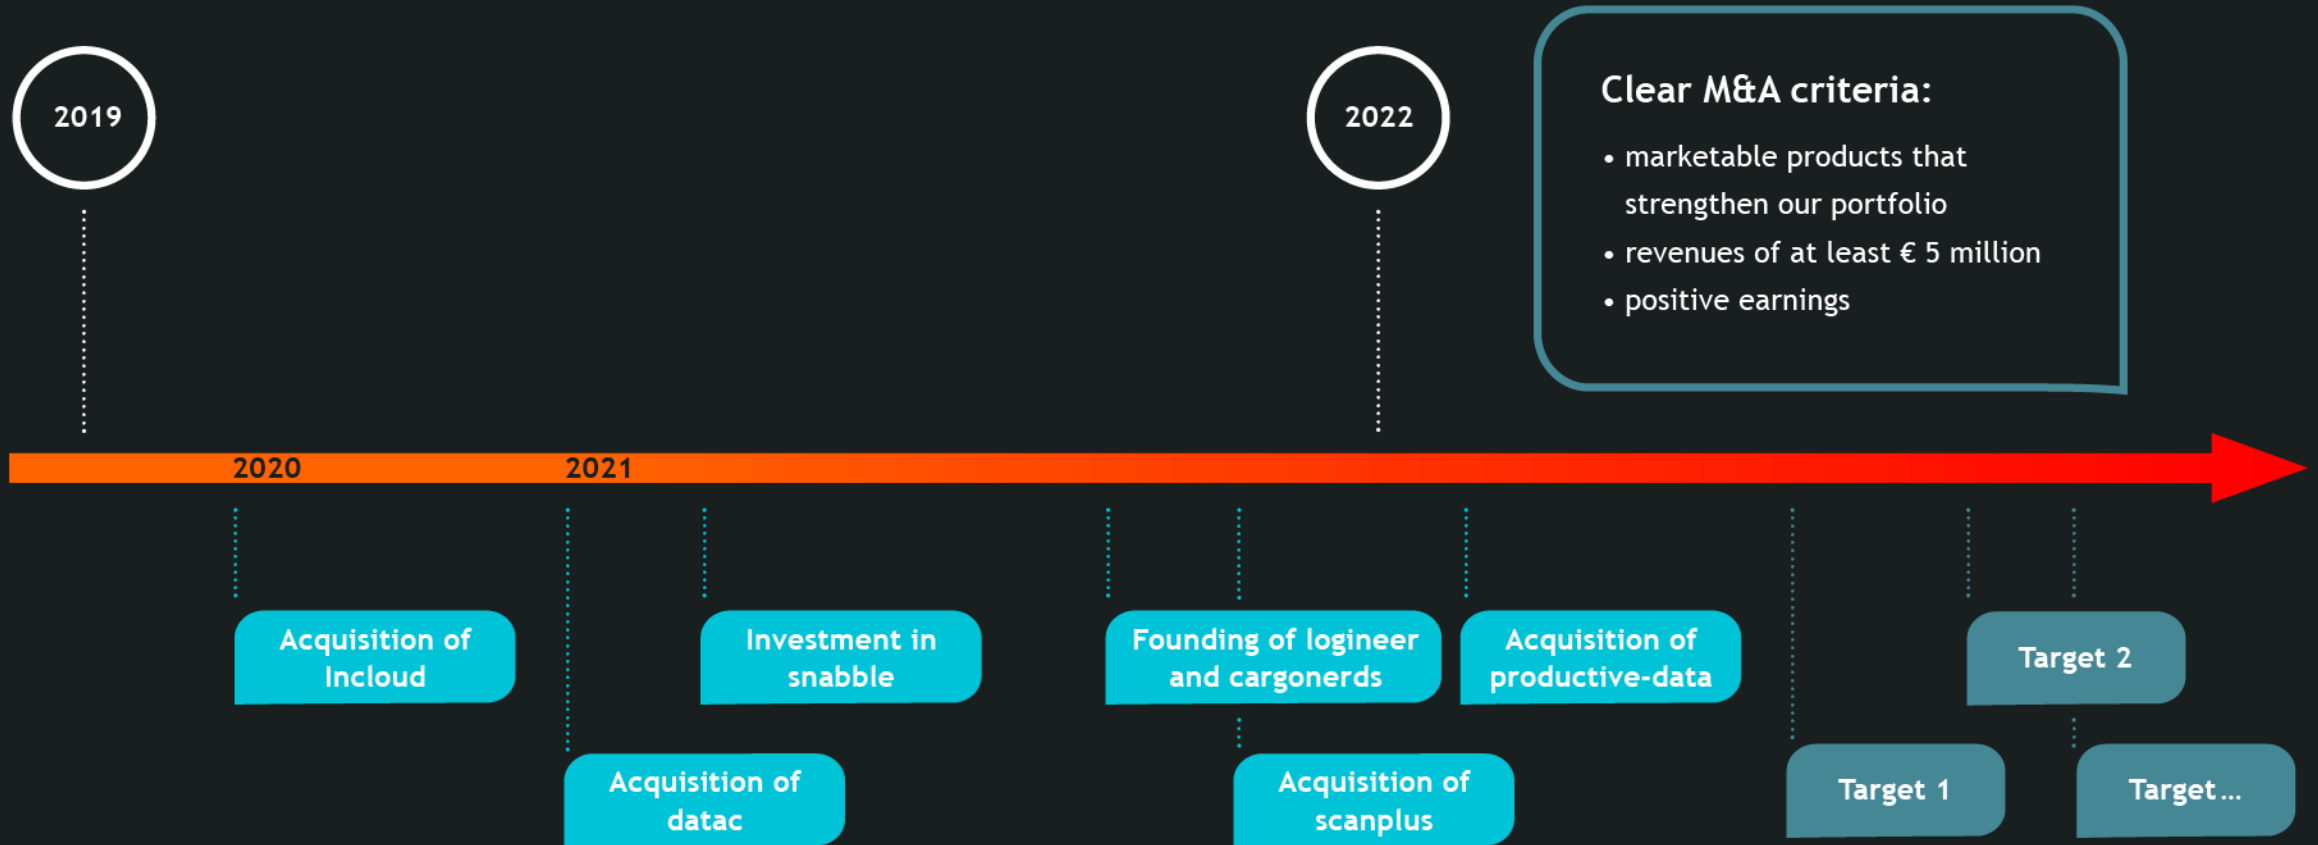 2019
2022
Clear M&A criteria:
• marketable products that
strengthen our portfolio
• revenues of at least € 5 million
• positive earnings
2020
2021
Acquisition of
Incloud
Investment in
snabble
Founding of logineer
and cargonerds
Acquisition of
productive-data
Target 2
Acquisition of
datac
Acquisition of
scanplus
Target 1
Target...